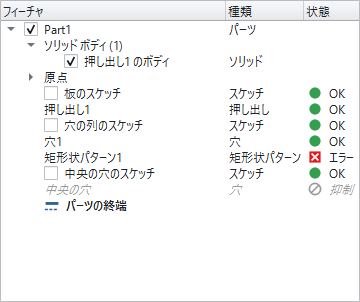 フィーチャ 種類 状態
Part1 パーツ
ソリッド ボディ (1)
押し出し1 のボディ ソリッド
原点
板のスケッチ スケッチ OK
押し出し1 押し出し OK
穴の列のスケッチ スケッチ OK
穴1 穴 OK
矩形状パターン1 矩形状パターン エラー
中央の穴のスケッチ スケッチ OK
中央の穴 穴 抑制
パーツの終端